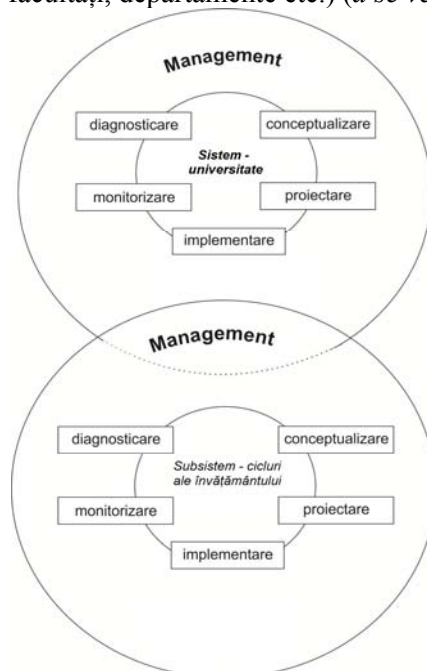 facultăți, departamente etc.) (a se v
Management
diagnosticare
conceptualizare
Sistem -
universitate
monitorizare
proiectare
implementare
Management
diagnosticare
conceptualizare
Subsistem - cicluri
ale învățământului
monitorizare
proiectare
implementare